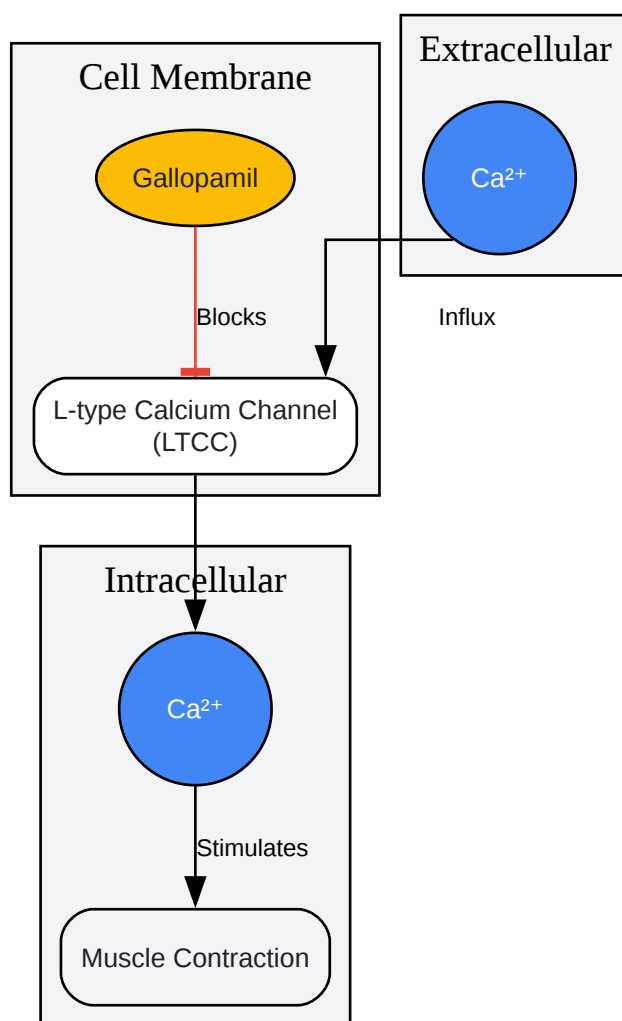 Extracellular
Cell Membrane
Gallopamil
Ca²⁺
Blocks
Influx
L-type Calcium Channel
(LTCC)
Intracellular
Ca²⁺
Stimulates
Muscle Contraction